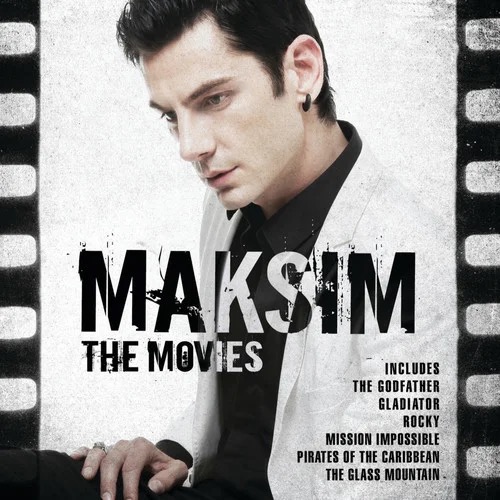 MAKSIM
THE MOVIES
INCLUDES
THE GODFATHER
GLADIATOR
ROCKY
MISSION IMPOSSIBLE
PIRATES OF THE CARIBBEAN
THE GLASS MOUNTAIN